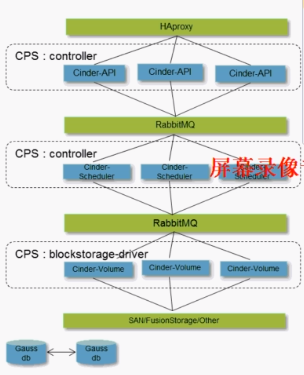 HAproxy
CPS : controller
Cinder-API
Cinder-API
Cinder-API
RabbitMQ
CPS : controller
Cinder-
Scheduler
Cinder-
Scheduler
Cinder-
Scheduler
屏幕录像
RabbitMQ
CPS : blockstorage-driver
Cinder-Volume
Cinder-Volume
Cinder-Volume
SAN/FusionStorage/Other
Gauss
db
Gauss
db